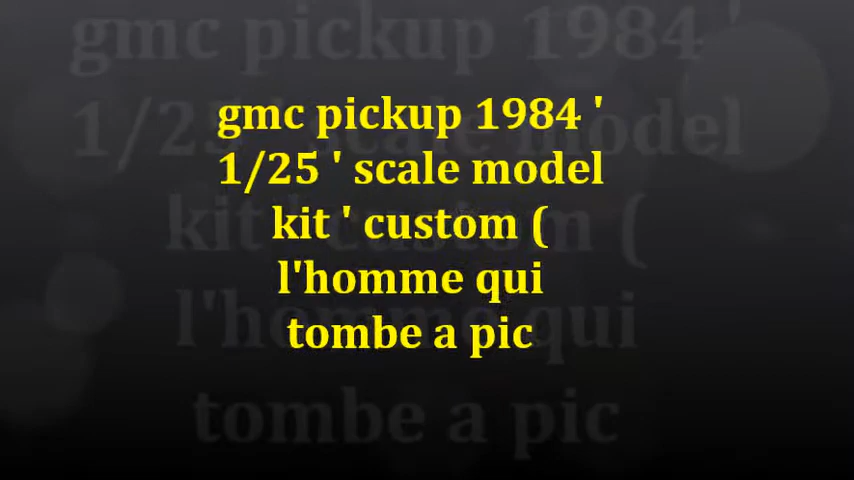 gmc pickup 1984 '
1/25 ' scale model
kit ' custom (
l'homme qui
tombe a pic